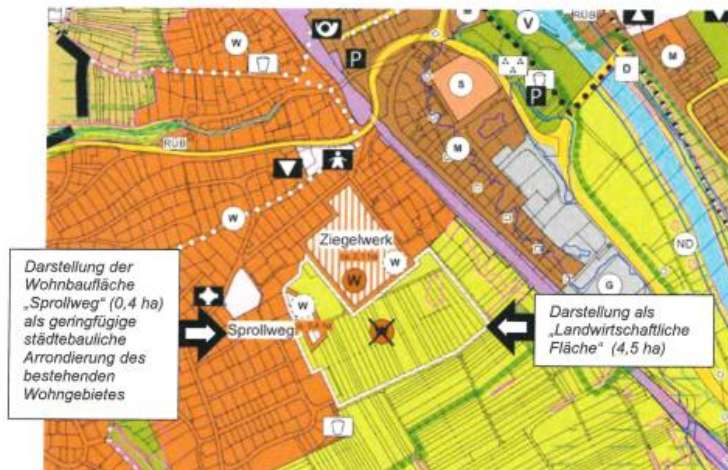 RÜB
V
W
P
M
D
S
P
RÜB
M
W
Ziegelwerk
W
W
ND
G
Darstellung der
Wohnbaufläche
„Sprollweg“ (0,4 ha)
als geringfügige
städtebauliche
Arrondierung des
bestehenden
Wohngebietes
W
Sprollweg
W
Darstellung als
„Landwirtschaftliche
Fläche“ (4,5 ha)